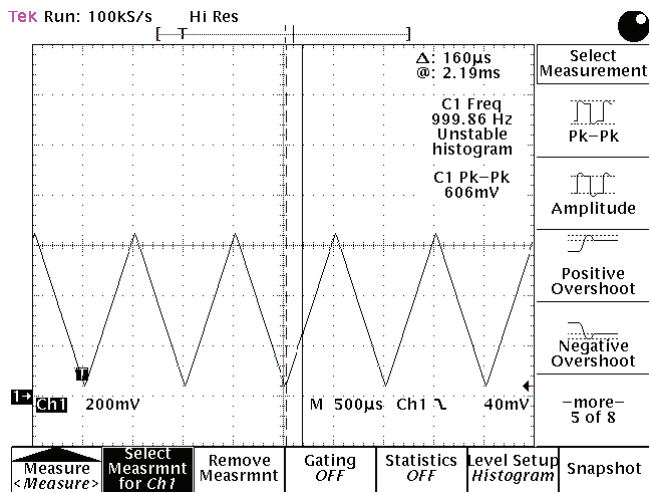 Tek Run: 100kS/s Hi Res
T
Δ: 160µs
@: 2.19ms
C1 Freq
999.86 Hz
Unstable
histogram
C1 Pk-Pk
606mV
T
1→
Ch1 200mV M 500µs Ch1 ⅂ 40mV
Select
Measurement
Pk-Pk
Amplitude
Positive
Overshoot
Negative
Overshoot
-more-
5 of 8
Measure
<Measure>
Select
Measrmnt
for Ch1
Remove
Measrmnt
Gating
OFF
Statistics
OFF
Level Setup
Histogram
Snapshot